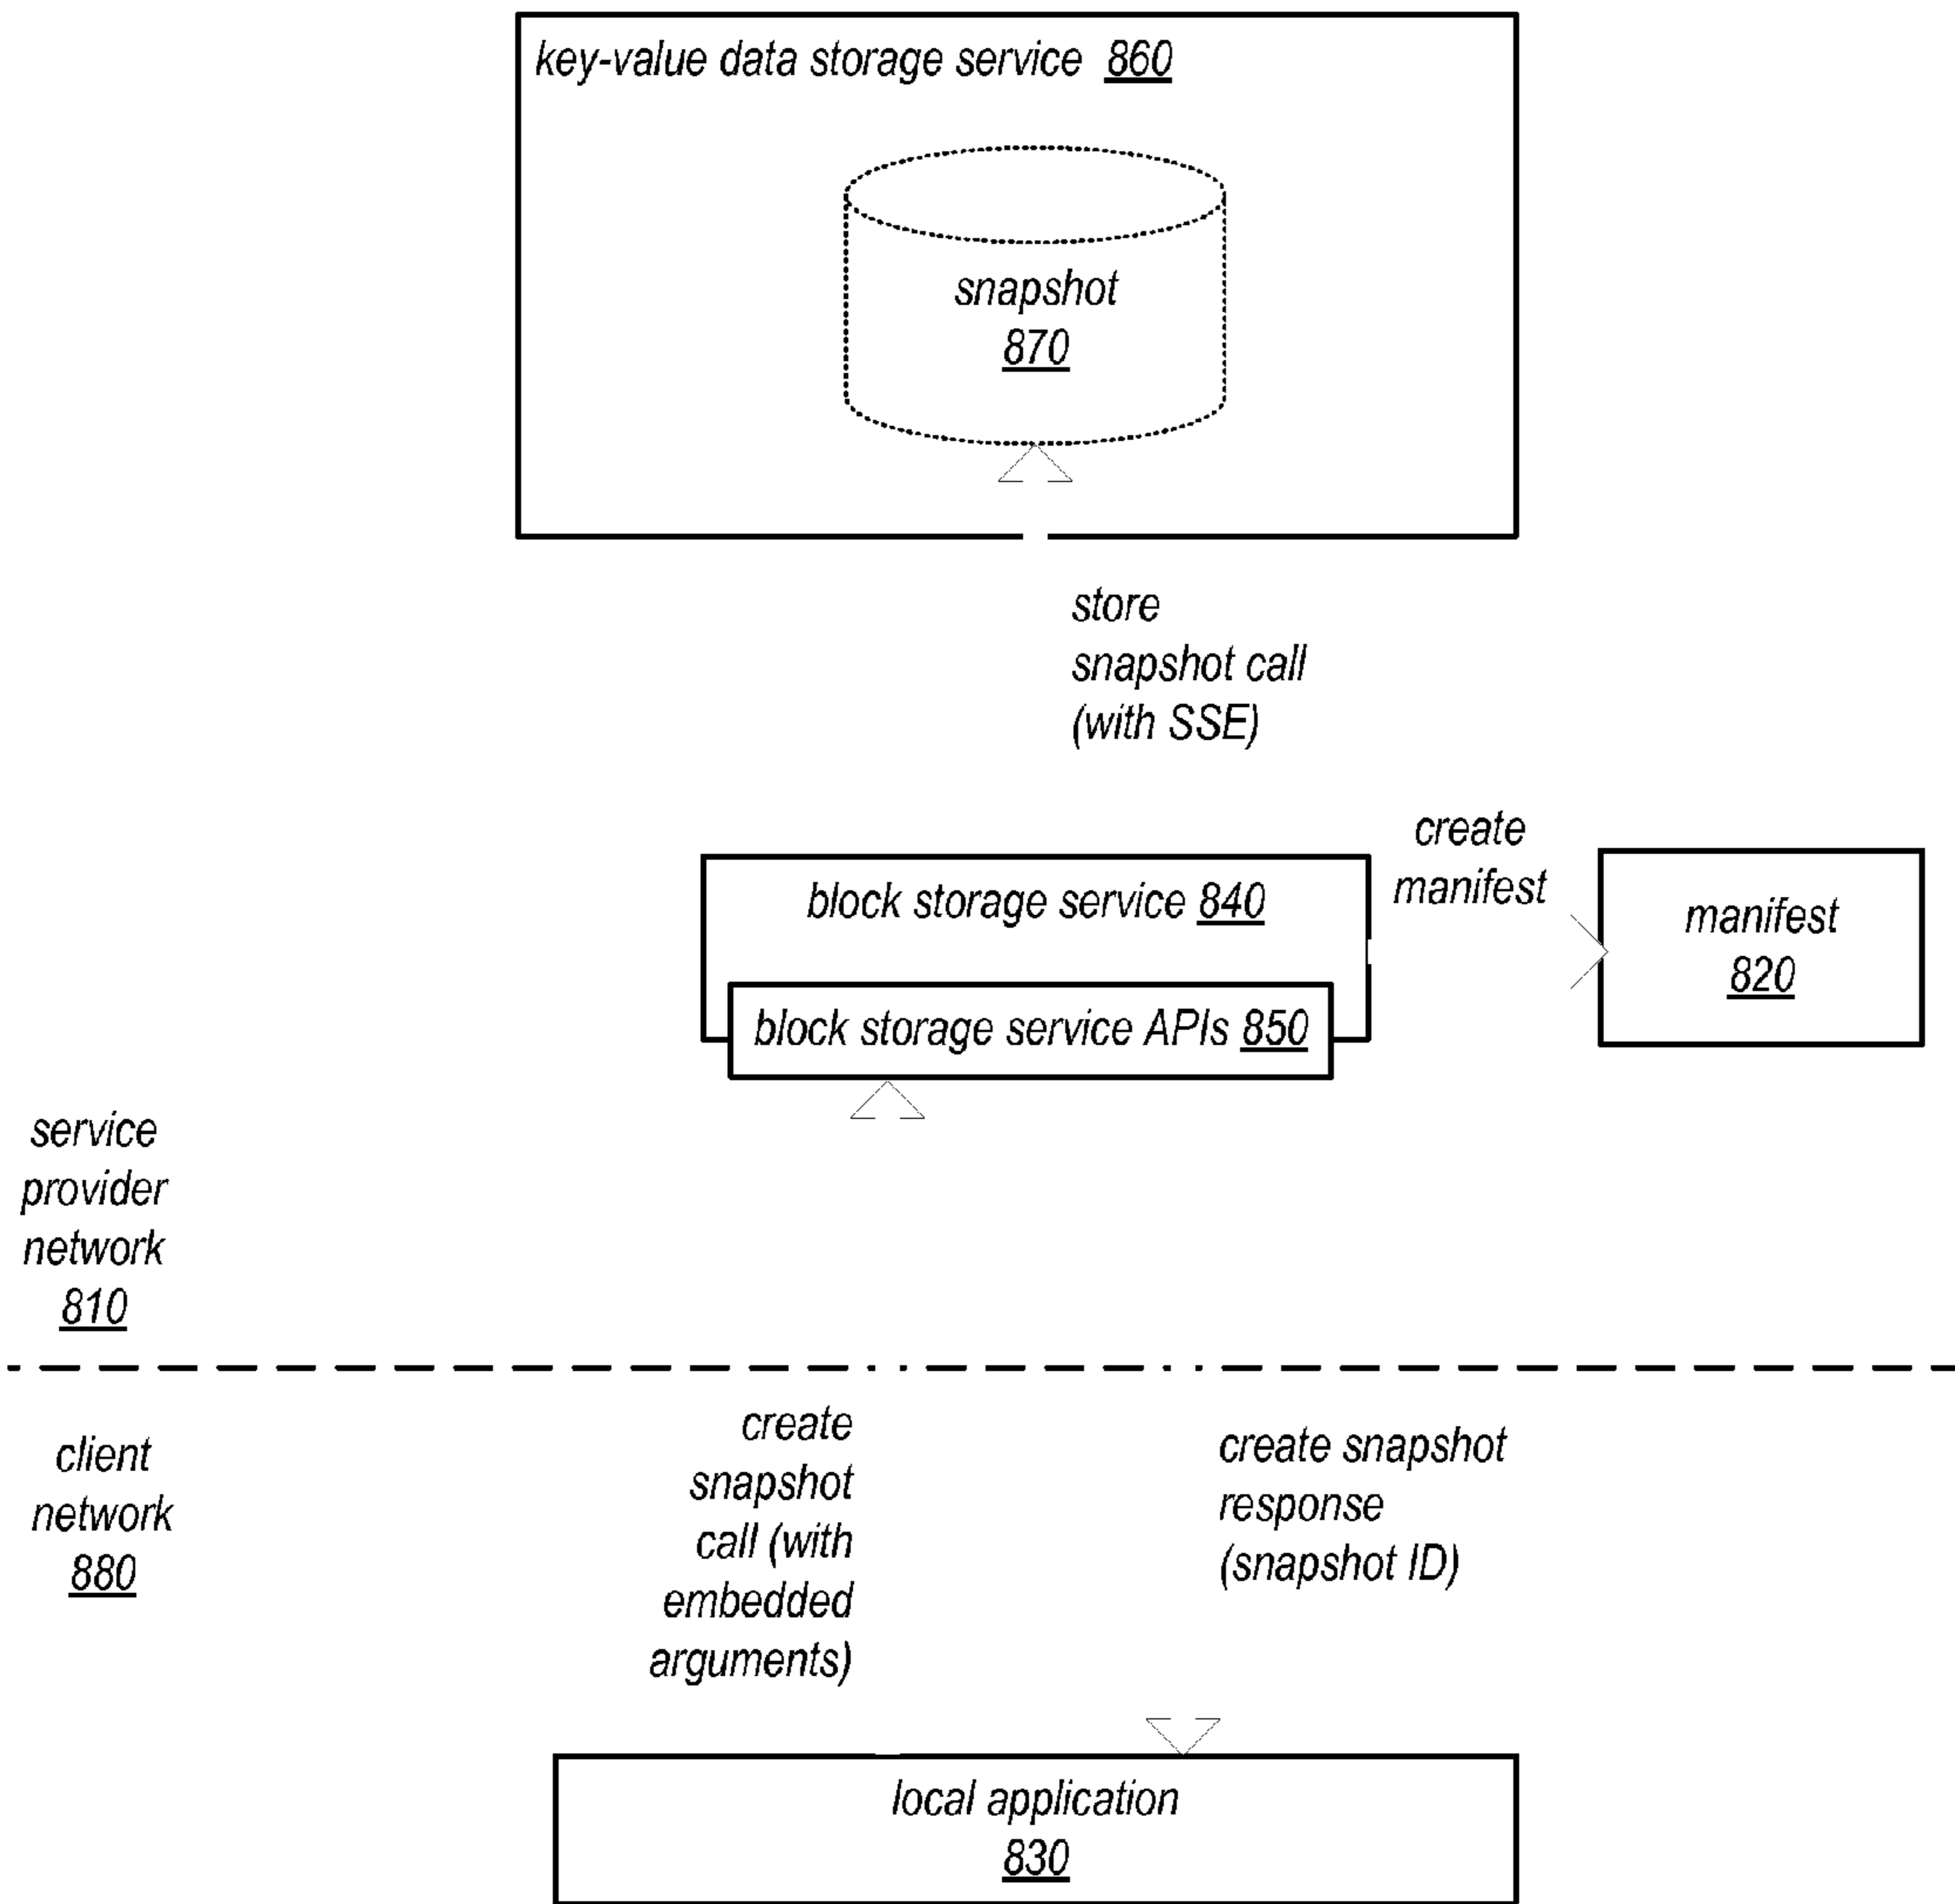 key-value data storage service 860
snapshot
870
store
snapshot call
(with SSE)
create
manifest
block storage service 840
manifest
820
block storage service APIs 850
service
provider
network
810
client
network
880
create
snapshot
call (with
embedded
arguments)
create snapshot
response
(snapshot ID)
local application
830